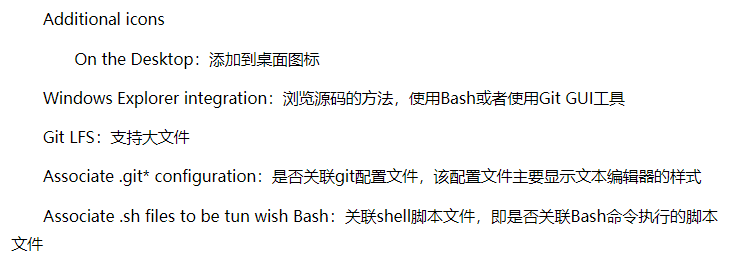 Additional icons
On the Desktop：添加到桌面图标
Windows Explorer integration：浏览源码的方法，使用Bash或者使用Git GUI工具
Git LFS：支持大文件
Associate .git* configuration：是否关联git配置文件，该配置文件主要显示文本编辑器的样式
Associate .sh files to be tun wish Bash：关联shell脚本文件，即是否关联Bash命令执行的脚本
文件